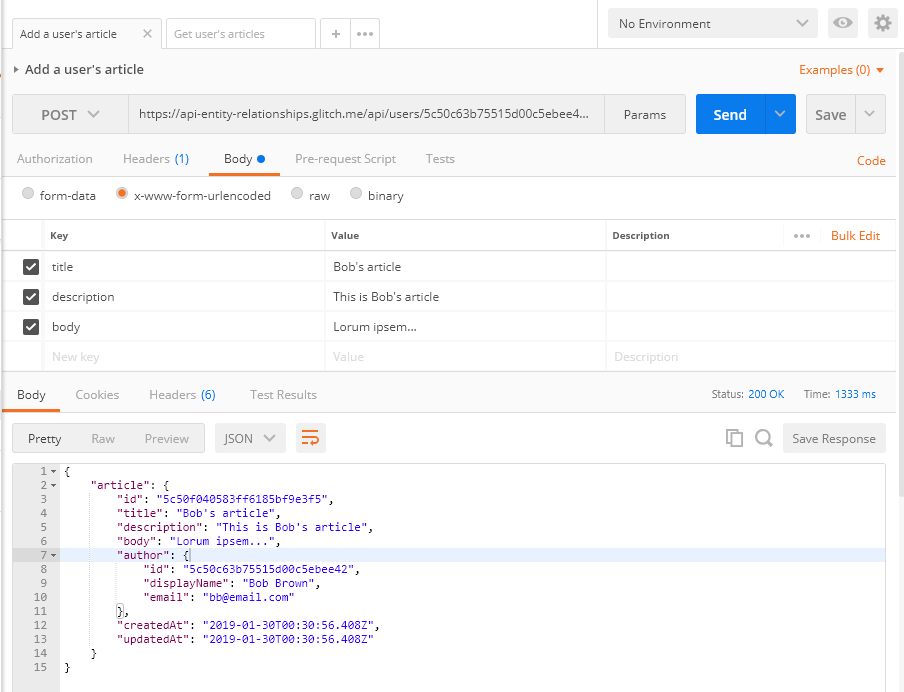 Add a user's article Get user's articles + No Environment
Add a user's article Examples (0)
POST https://api-entity-relationships.glitch.me/api/users/5c50c63b75515d00c5ebee4... Params Send Save
Authorization Headers (1) Body Pre-request Script Tests Code
form-data x-www-form-urlencoded raw binary
Key Value Description Bulk Edit
title Bob's article
description This is Bob's article
body Lorum ipsem...
New key Value Description
Body Cookies Headers (6) Test Results Status: 200 OK Time: 1333 ms
Pretty Raw Preview JSON Save Response
1 {
2 "article": {
3 "id": "5c50f040583ff6185bf9e3f5",
4 "title": "Bob's article",
5 "description": "This is Bob's article",
6 "body": "Lorum ipsem...",
7 "author": {
8 "id": "5c50c63b75515d00c5ebee42",
9 "displayName": "Bob Brown",
10 "email": "bb@email.com"
11 },
12 "createdAt": "2019-01-30T00:30:56.408Z",
13 "updatedAt": "2019-01-30T00:30:56.408Z"
14 }
15 }